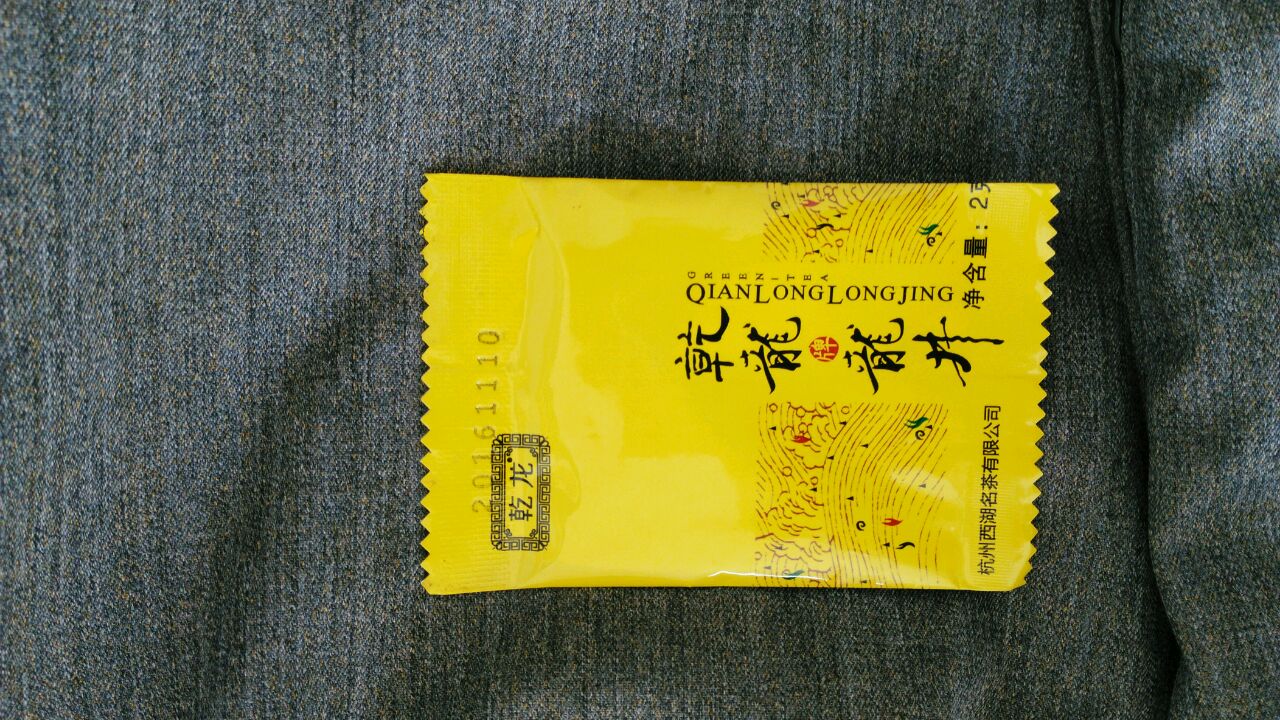 20161110
乾龙
乾龍牌龍井
QIANLONGLONGJING
GREEN TEA
杭州西湖名茶有限公司
净含量：2克